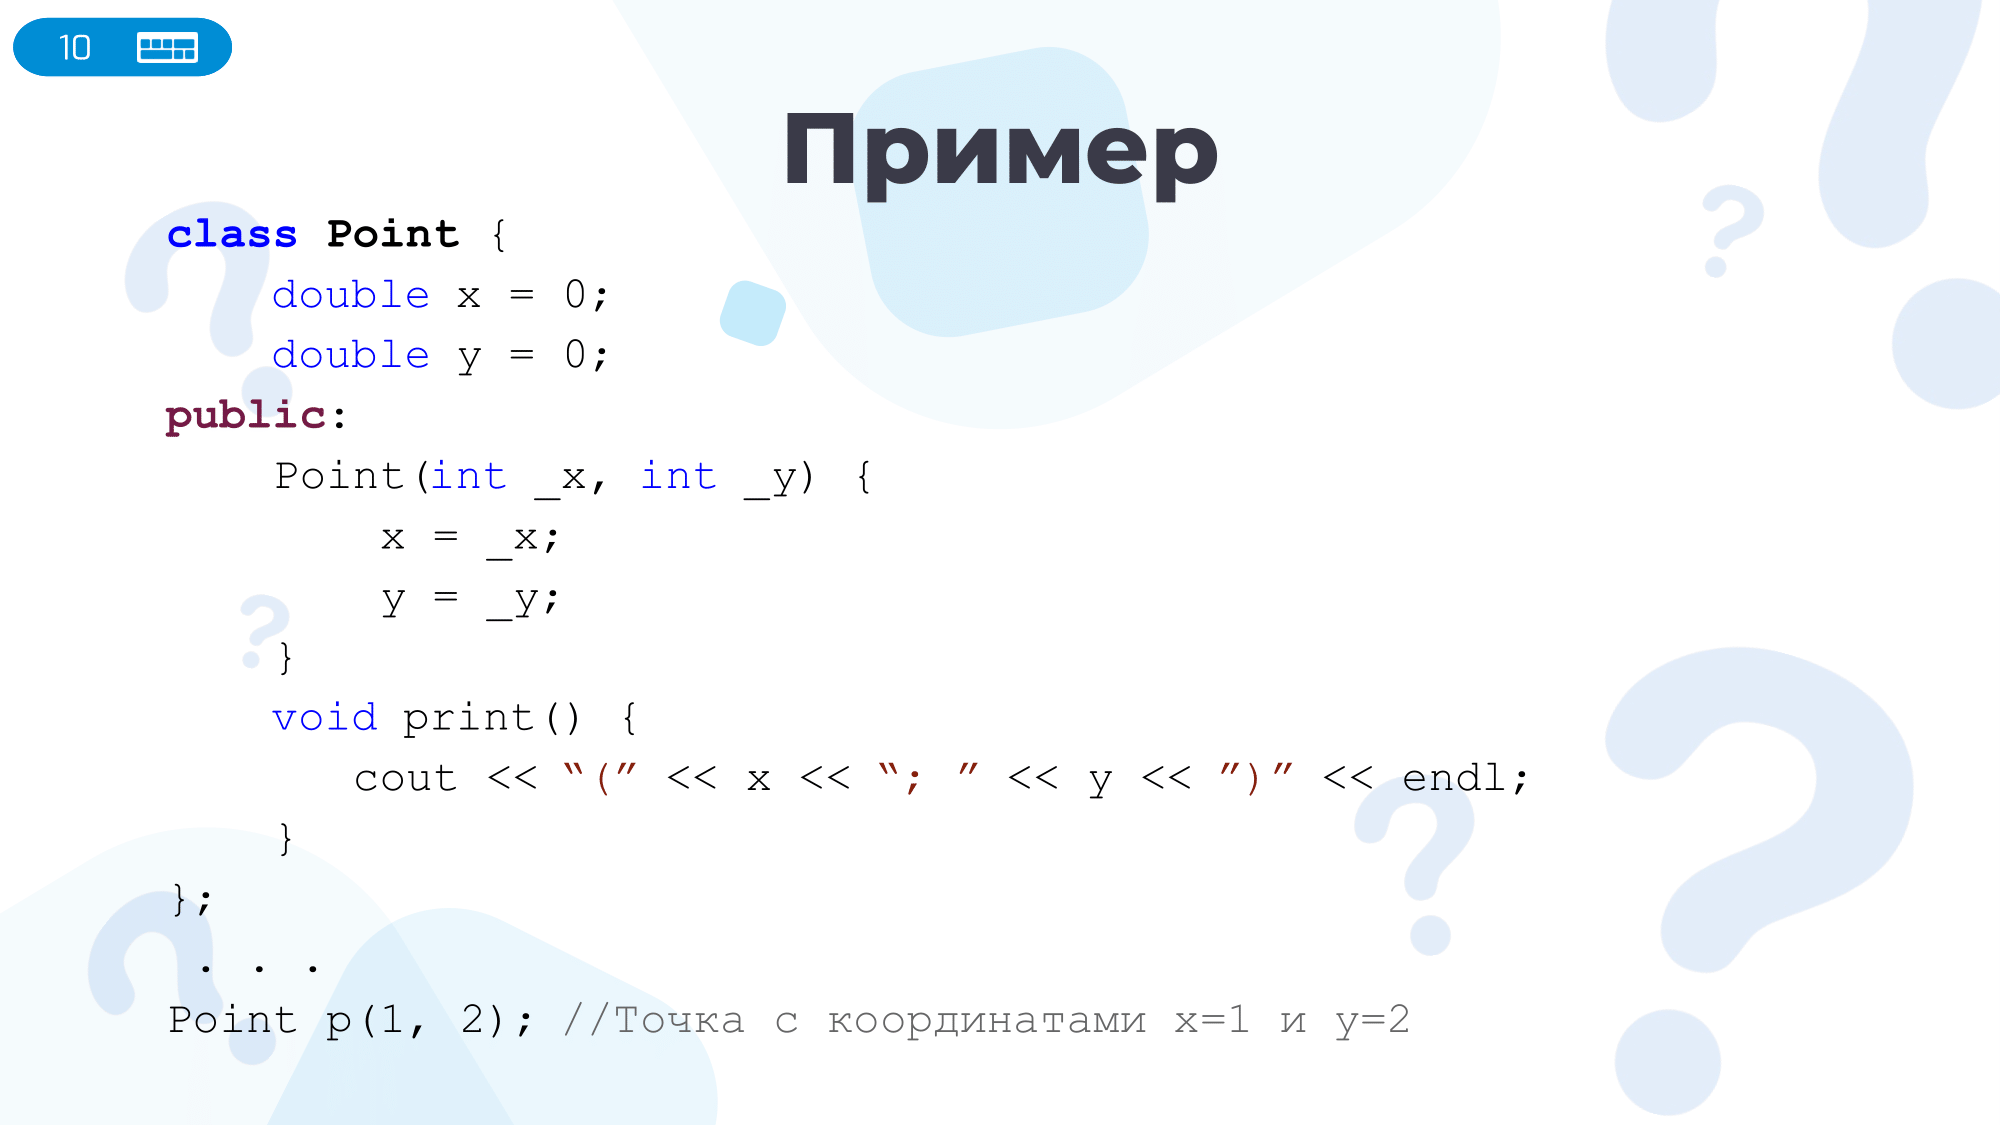 10
Пример
class Point {
    double x = 0;
    double y = 0;
public:
    Point(int _x, int _y) {
        x = _x;
        y = _y;
    }
    void print() {
       cout << “(” << x << “; ” << y << ”)” << endl;
    }
};
 . . .
Point p(1, 2); //Точка с координатами x=1 и y=2